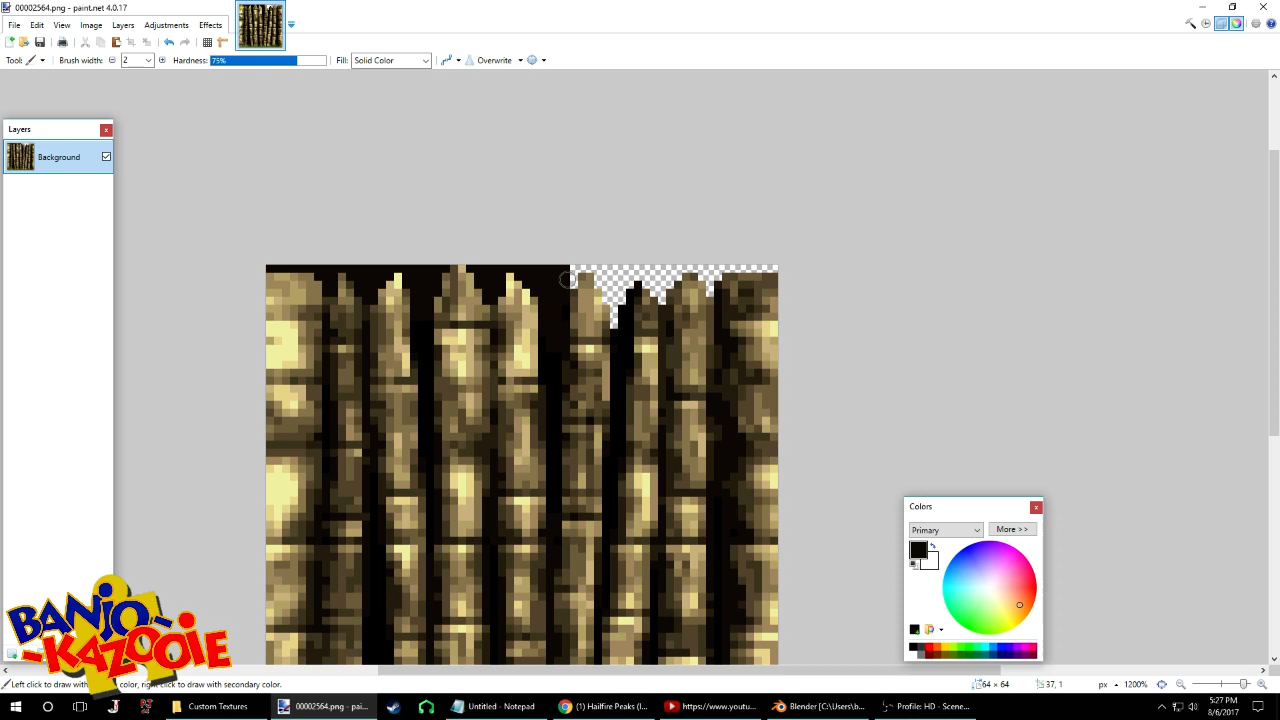 00002564.png - paint.net 4.0.17
File Edit View Image Layers Adjustments Effects
Tool: Brush width: 2 Hardness: 75% Fill: Solid Color Overwrite
Layers
Background
Colors
Primary More >>
BANJO
-KAZOOIE
Left click to draw with color, right click to draw with secondary color. 64 × 64 37, 1 px 1200%
Custom Textures 00002564.png - pai... Untitled - Notepad (1) Hailfire Peaks (I... https://www.youtu... Blender [C:\Users\b... Profile: HD - Scene... 5:27 PM
8/6/2017